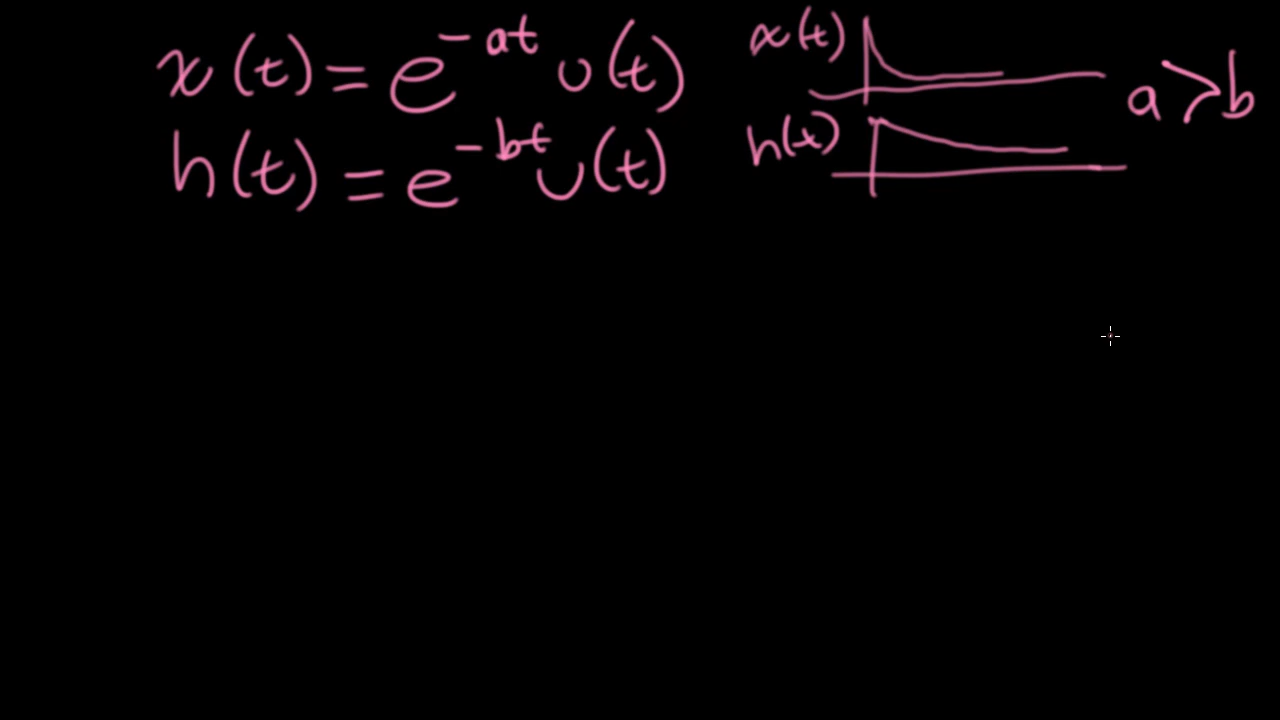 x(t) = e^{-at} u(t)
h(t) = e^{-bt} u(t)
x(t)
h(t)
a > b